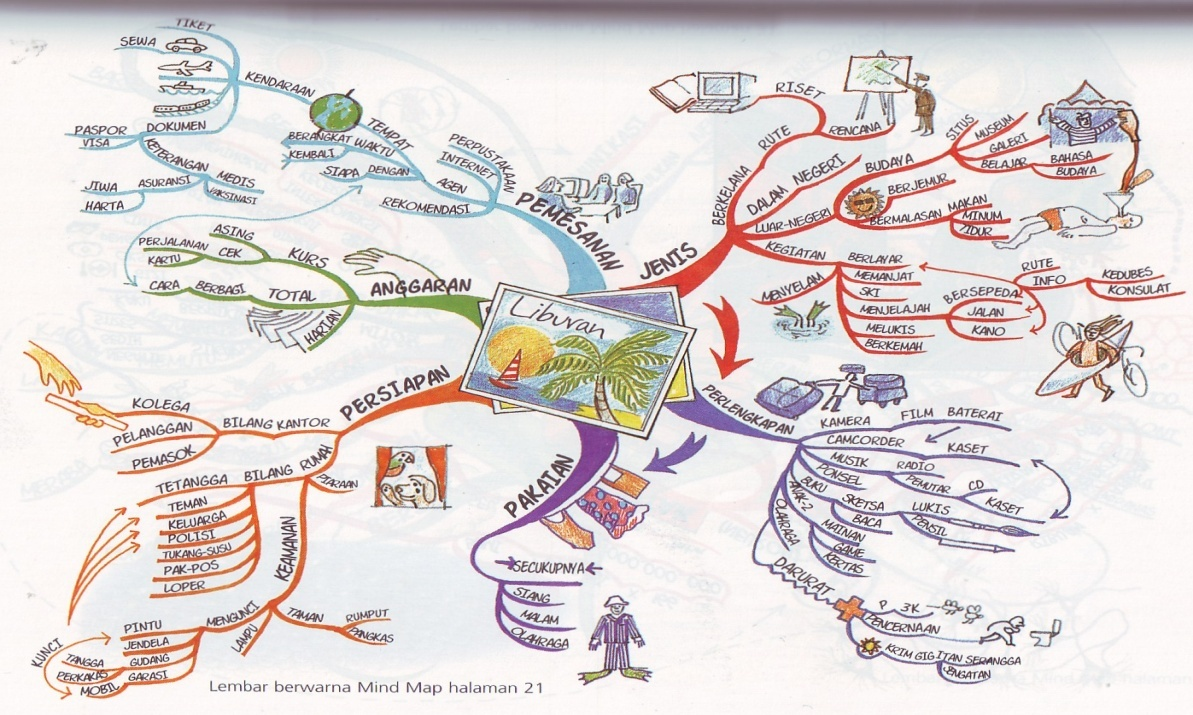 Liburan
PEMESANAN
TEMPAT
KENDARAAN
TIKET
SEWA
DOKUMEN
PASPOR
VISA
KETERANGAN
ASURANSI
JIWA
HARTA
MEDIS
VAKSINASI
WAKTU
BERANGKAT
KEMBALI
DENGAN
SIAPA
AGEN
INTERNET
PERPUSTAKAAN
REKOMENDASI
JENIS
BERKELANA
RUTE
RISET
RENCANA
DALAM NEGERI
LUAR-NEGERI
BUDAYA
SITUS
MUSEUM
GALERI
BELAJAR
BAHASA
BUDAYA
BERJEMUR
BERMALASAN
MAKAN
MINUM
TIDUR
KEGIATAN
MENYELAM
BERLAYAR
MEMANJAT
SKI
MENJELAJAH
BERSEPEDA
JALAN
KANO
MELUKIS
BERKEMAH
RUTE
INFO
KEDUBES
KONSULAT
PERLENGKAPAN
KAMERA
FILM
BATERAI
CAMCORDER
KASET
MUSIK
RADIO
PEMUTAR
CD
KASET
PONSEL
BUKU
SKETSA
LUKIS
PENSIL
BACA
ANAK-2
MAINAN
GAME
KERTAS
OLAHRAGA
DARURAT
P 3K
PENCERNAAN
KRIM GIGITAN SERANGGA
SENGATAN
PAKAIAN
SECUKUPNYA
SIANG
MALAM
OLAHRAGA
PERSIAPAN
BILANG KANTOR
KOLEGA
PELANGGAN
PEMASOK
RUMAH
PIARAAN
BILANG
TETANGGA
TEMAN
KELUARGA
POLISI
TUKANG-SUSU
PAK-POS
LOPER
KEAMANAN
TAMAN
RUMPUT
PANGKAS
LAMPU
MENGUNCI
PINTU
JENDELA
GUDANG
GARASI
KUNCI
TANGGA
PERKAKAS
MOBIL
ANGGARAN
KURS
ASING
CEK
PERJALANAN
KARTU
TOTAL
BERBAGI
CARA
HARIAN
Lembar berwarna Mind Map halaman 21